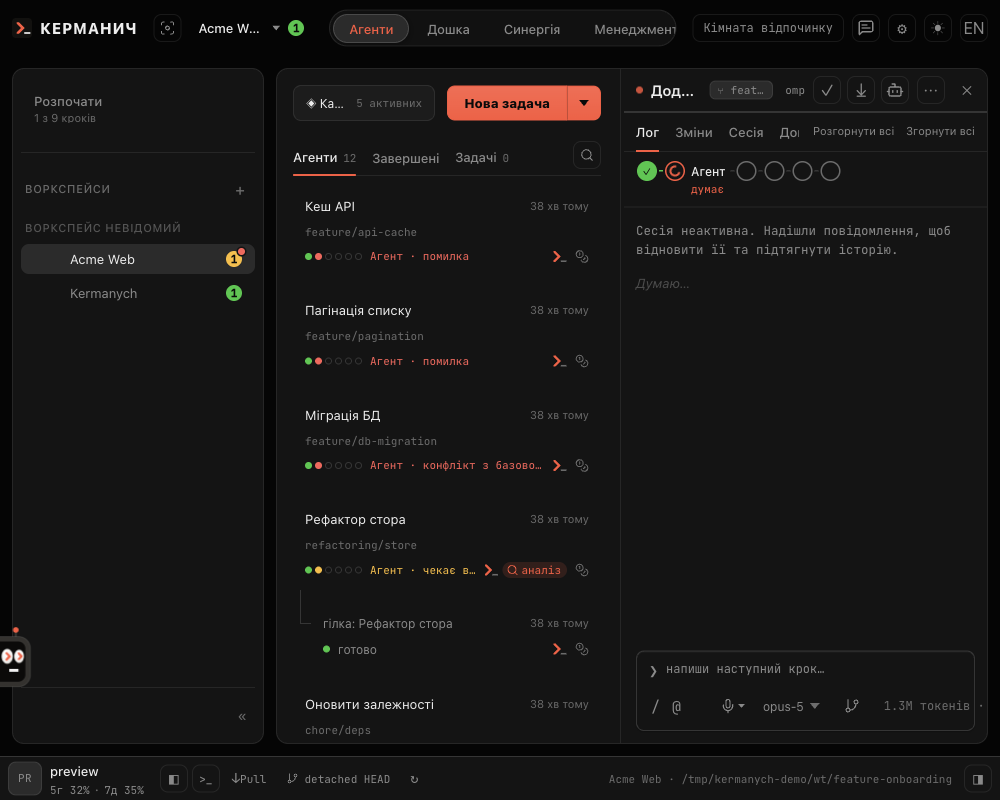 КЕРМАНИЧ
Acme W...
1
Агенти
Дошка
Синергія
Менеджмент
Кімната відпочинку
EN
Розпочати
1 з 9 кроків
ВОРКСПЕЙСИ
+
ВОРКСПЕЙС НЕВІДОМИЙ
Acme Web
1
Kermanych
1
«
Ка...
5 активних
Нова задача
Агенти 12
Завершені
Задачі 0
Кеш API
38 хв тому
feature/api-cache
Агент · помилка
Пагінація списку
38 хв тому
feature/pagination
Агент · помилка
Міграція БД
38 хв тому
feature/db-migration
Агент · конфлікт з базово...
Рефактор стора
38 хв тому
refactoring/store
Агент · чекає в...
аналіз
гілка: Рефактор стора
38 хв тому
готово
Оновити залежності
38 хв тому
chore/deps
Дод...
feat...
omp
Лог
Зміни
Сесія
Розгорнути всі
Згорнути всі
Агент
думає
Сесія неактивна. Надішли повідомлення, щоб
відновити її та підтягнути історію.
Думаю...
❯ напиши наступний крок...
/ @
opus-5
1.3M токенів ·
PR
preview
5г 32% · 7д 35%
Pull
detached HEAD
Acme Web · /tmp/kermanych-demo/wt/feature-onboarding